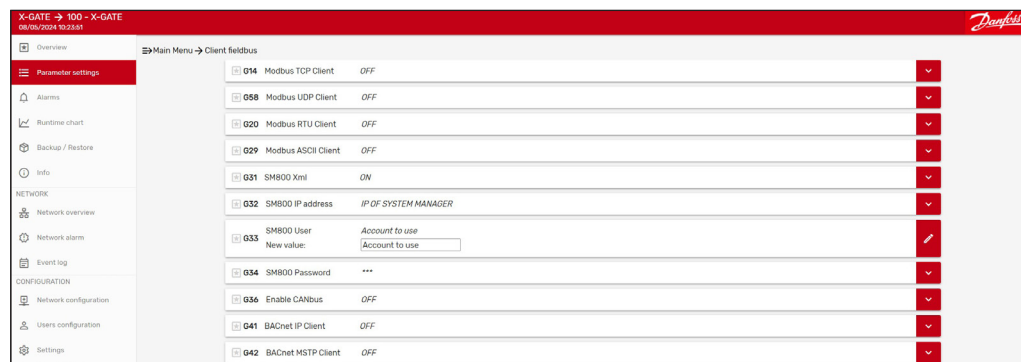 X-GATE → 100 - X-GATE
08/05/2024 10:23:51
Danfoss
Overview
Parameter settings
Alarms
Runtime chart
Backup / Restore
Info
NETWORK
Network overview
Network alarm
Event log
CONFIGURATION
Network configuration
Users configuration
Settings
Main Menu → Client fieldbus
G14 Modbus TCP Client OFF
G58 Modbus UDP Client OFF
G20 Modbus RTU Client OFF
G29 Modbus ASCII Client OFF
G31 SM800 Xml ON
G32 SM800 IP address IP OF SYSTEM MANAGER
G33 SM800 User Account to use
New value: Account to use
G34 SM800 Password ***
G36 Enable CANbus OFF
G41 BACnet IP Client OFF
G42 BACnet MSTP Client OFF